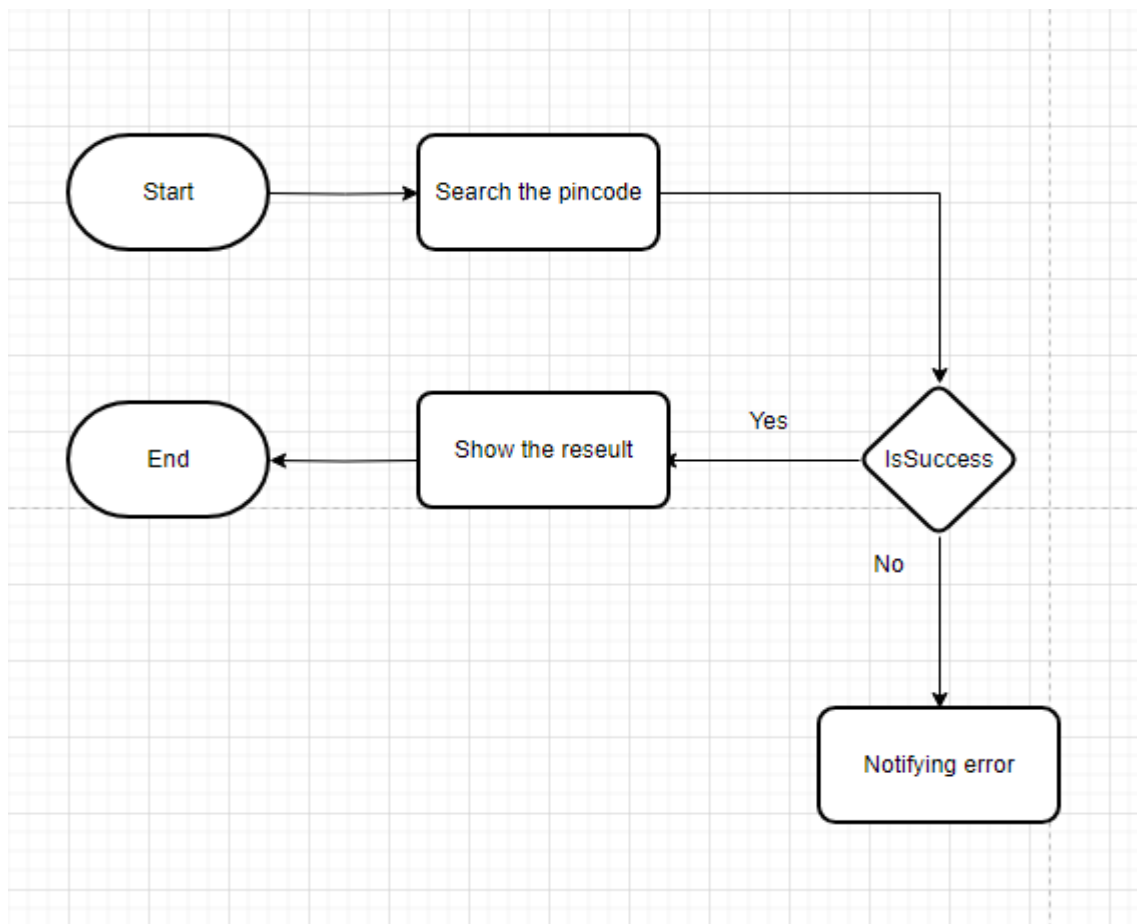 Start
Search the pincode
Yes
IsSuccess
Show the reseult
End
No
Notifying error